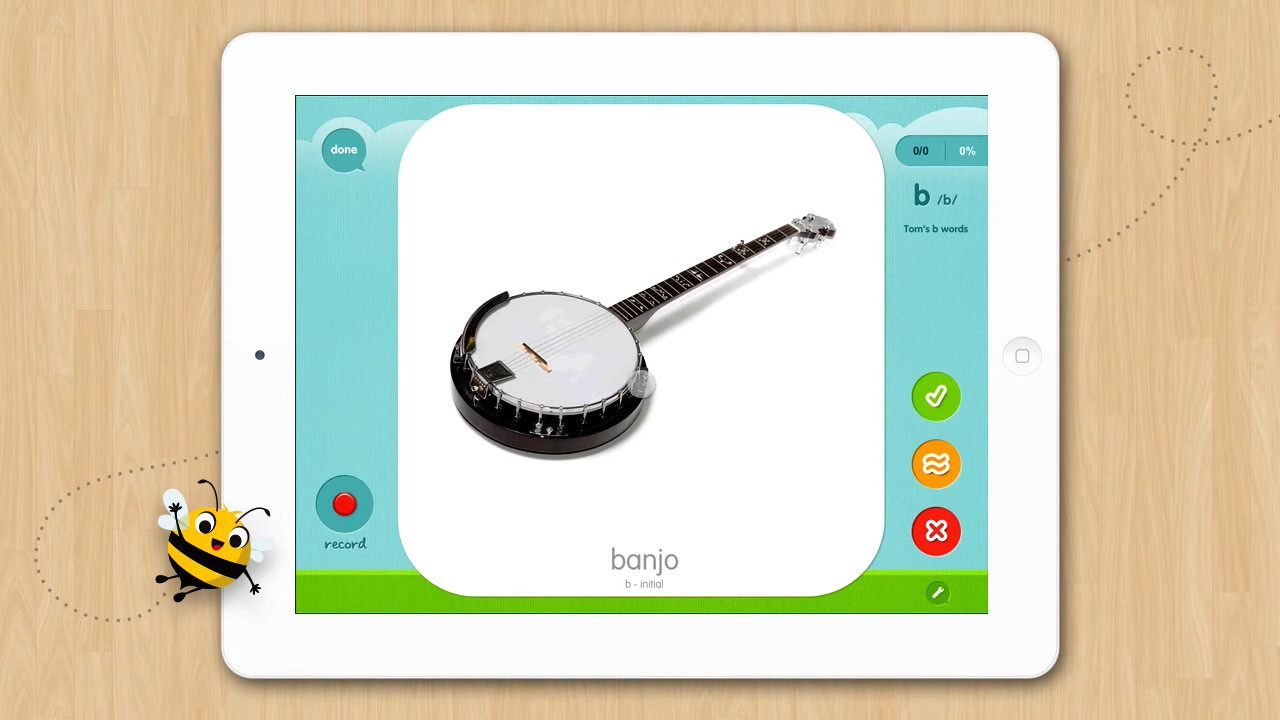 done
0/0 0%
b /b/
Tom's b words
record
banjo
b - initial